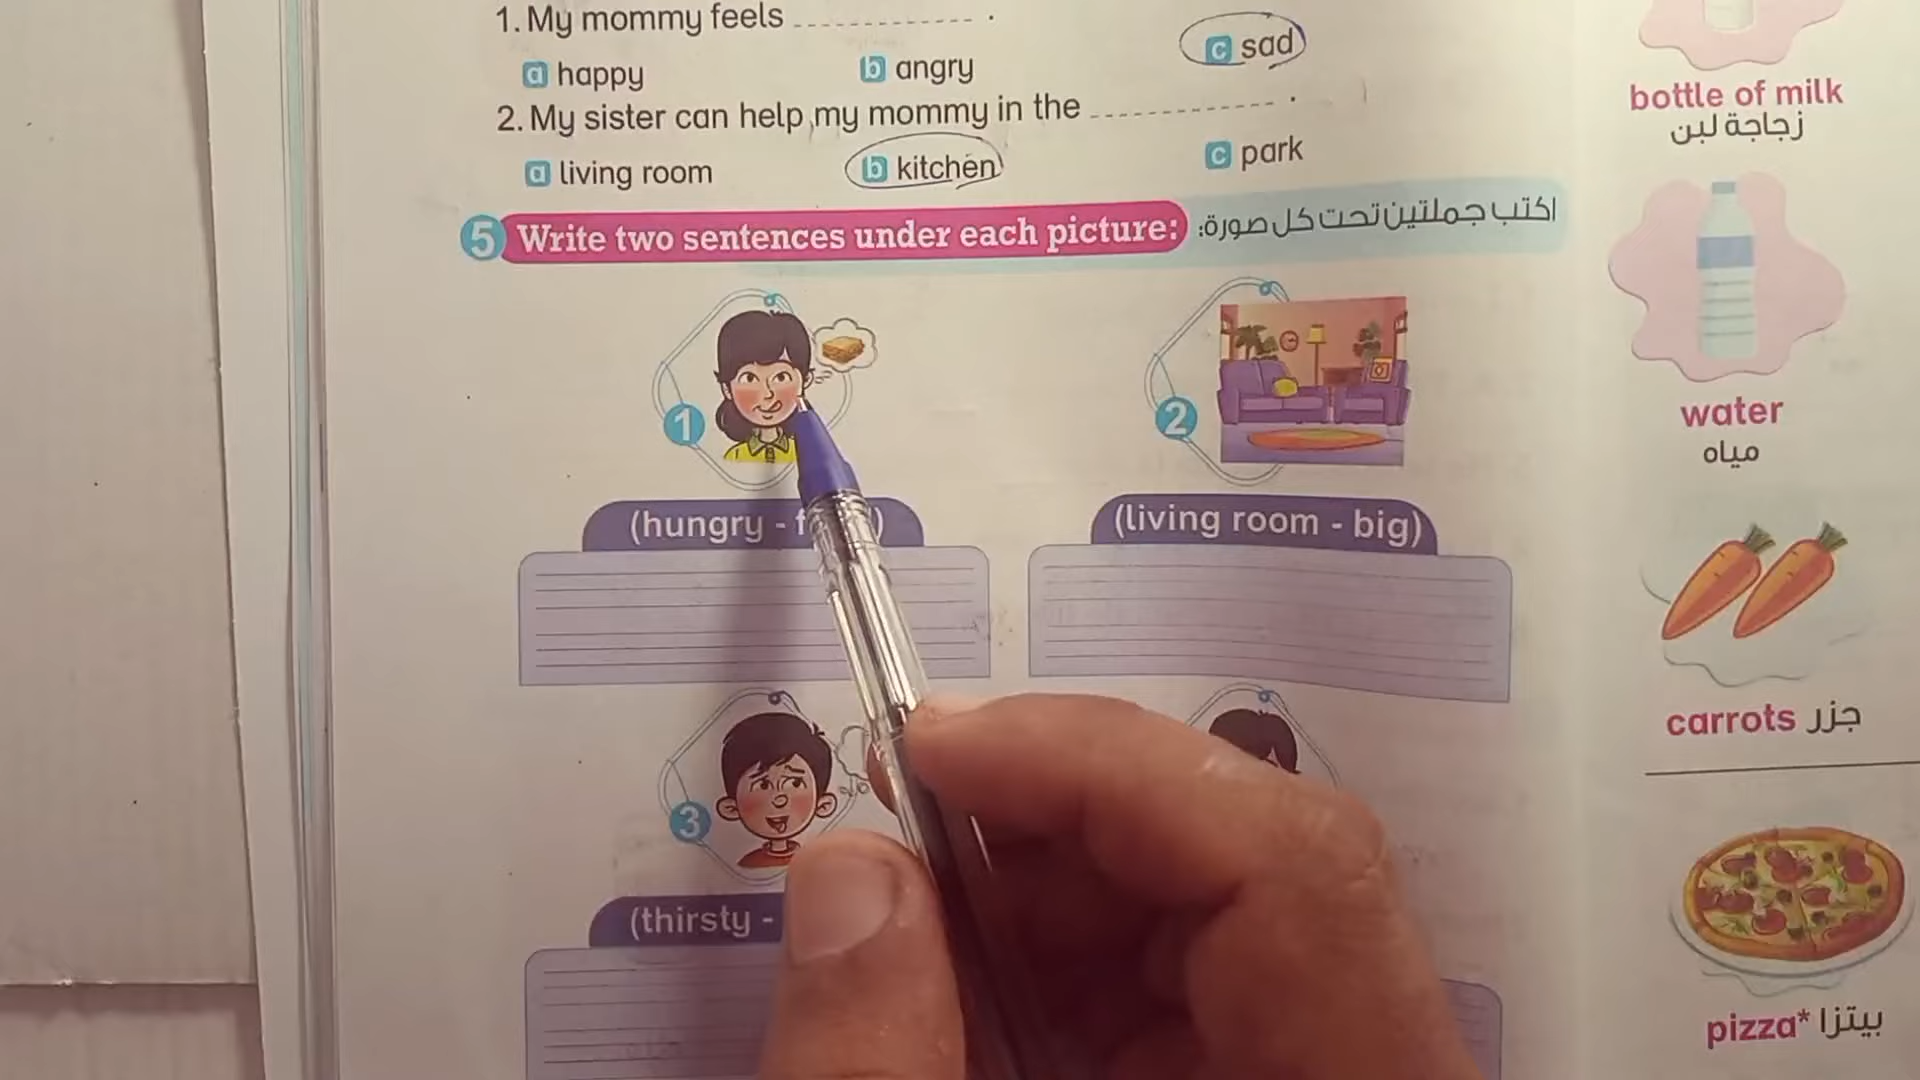 1. My mommy feels ............ .
a happy b angry c sad
2. My sister can help my mommy in the ............ .
a living room b kitchen c park
5 Write two sentences under each picture: اكتب جملتين تحت كل صورة:
1
2
(hungry - )
(living room - big)
3
(thirsty -
bottle of milk
زجاجة لبن
water
مياه
carrots جزر
pizza* بيتزا